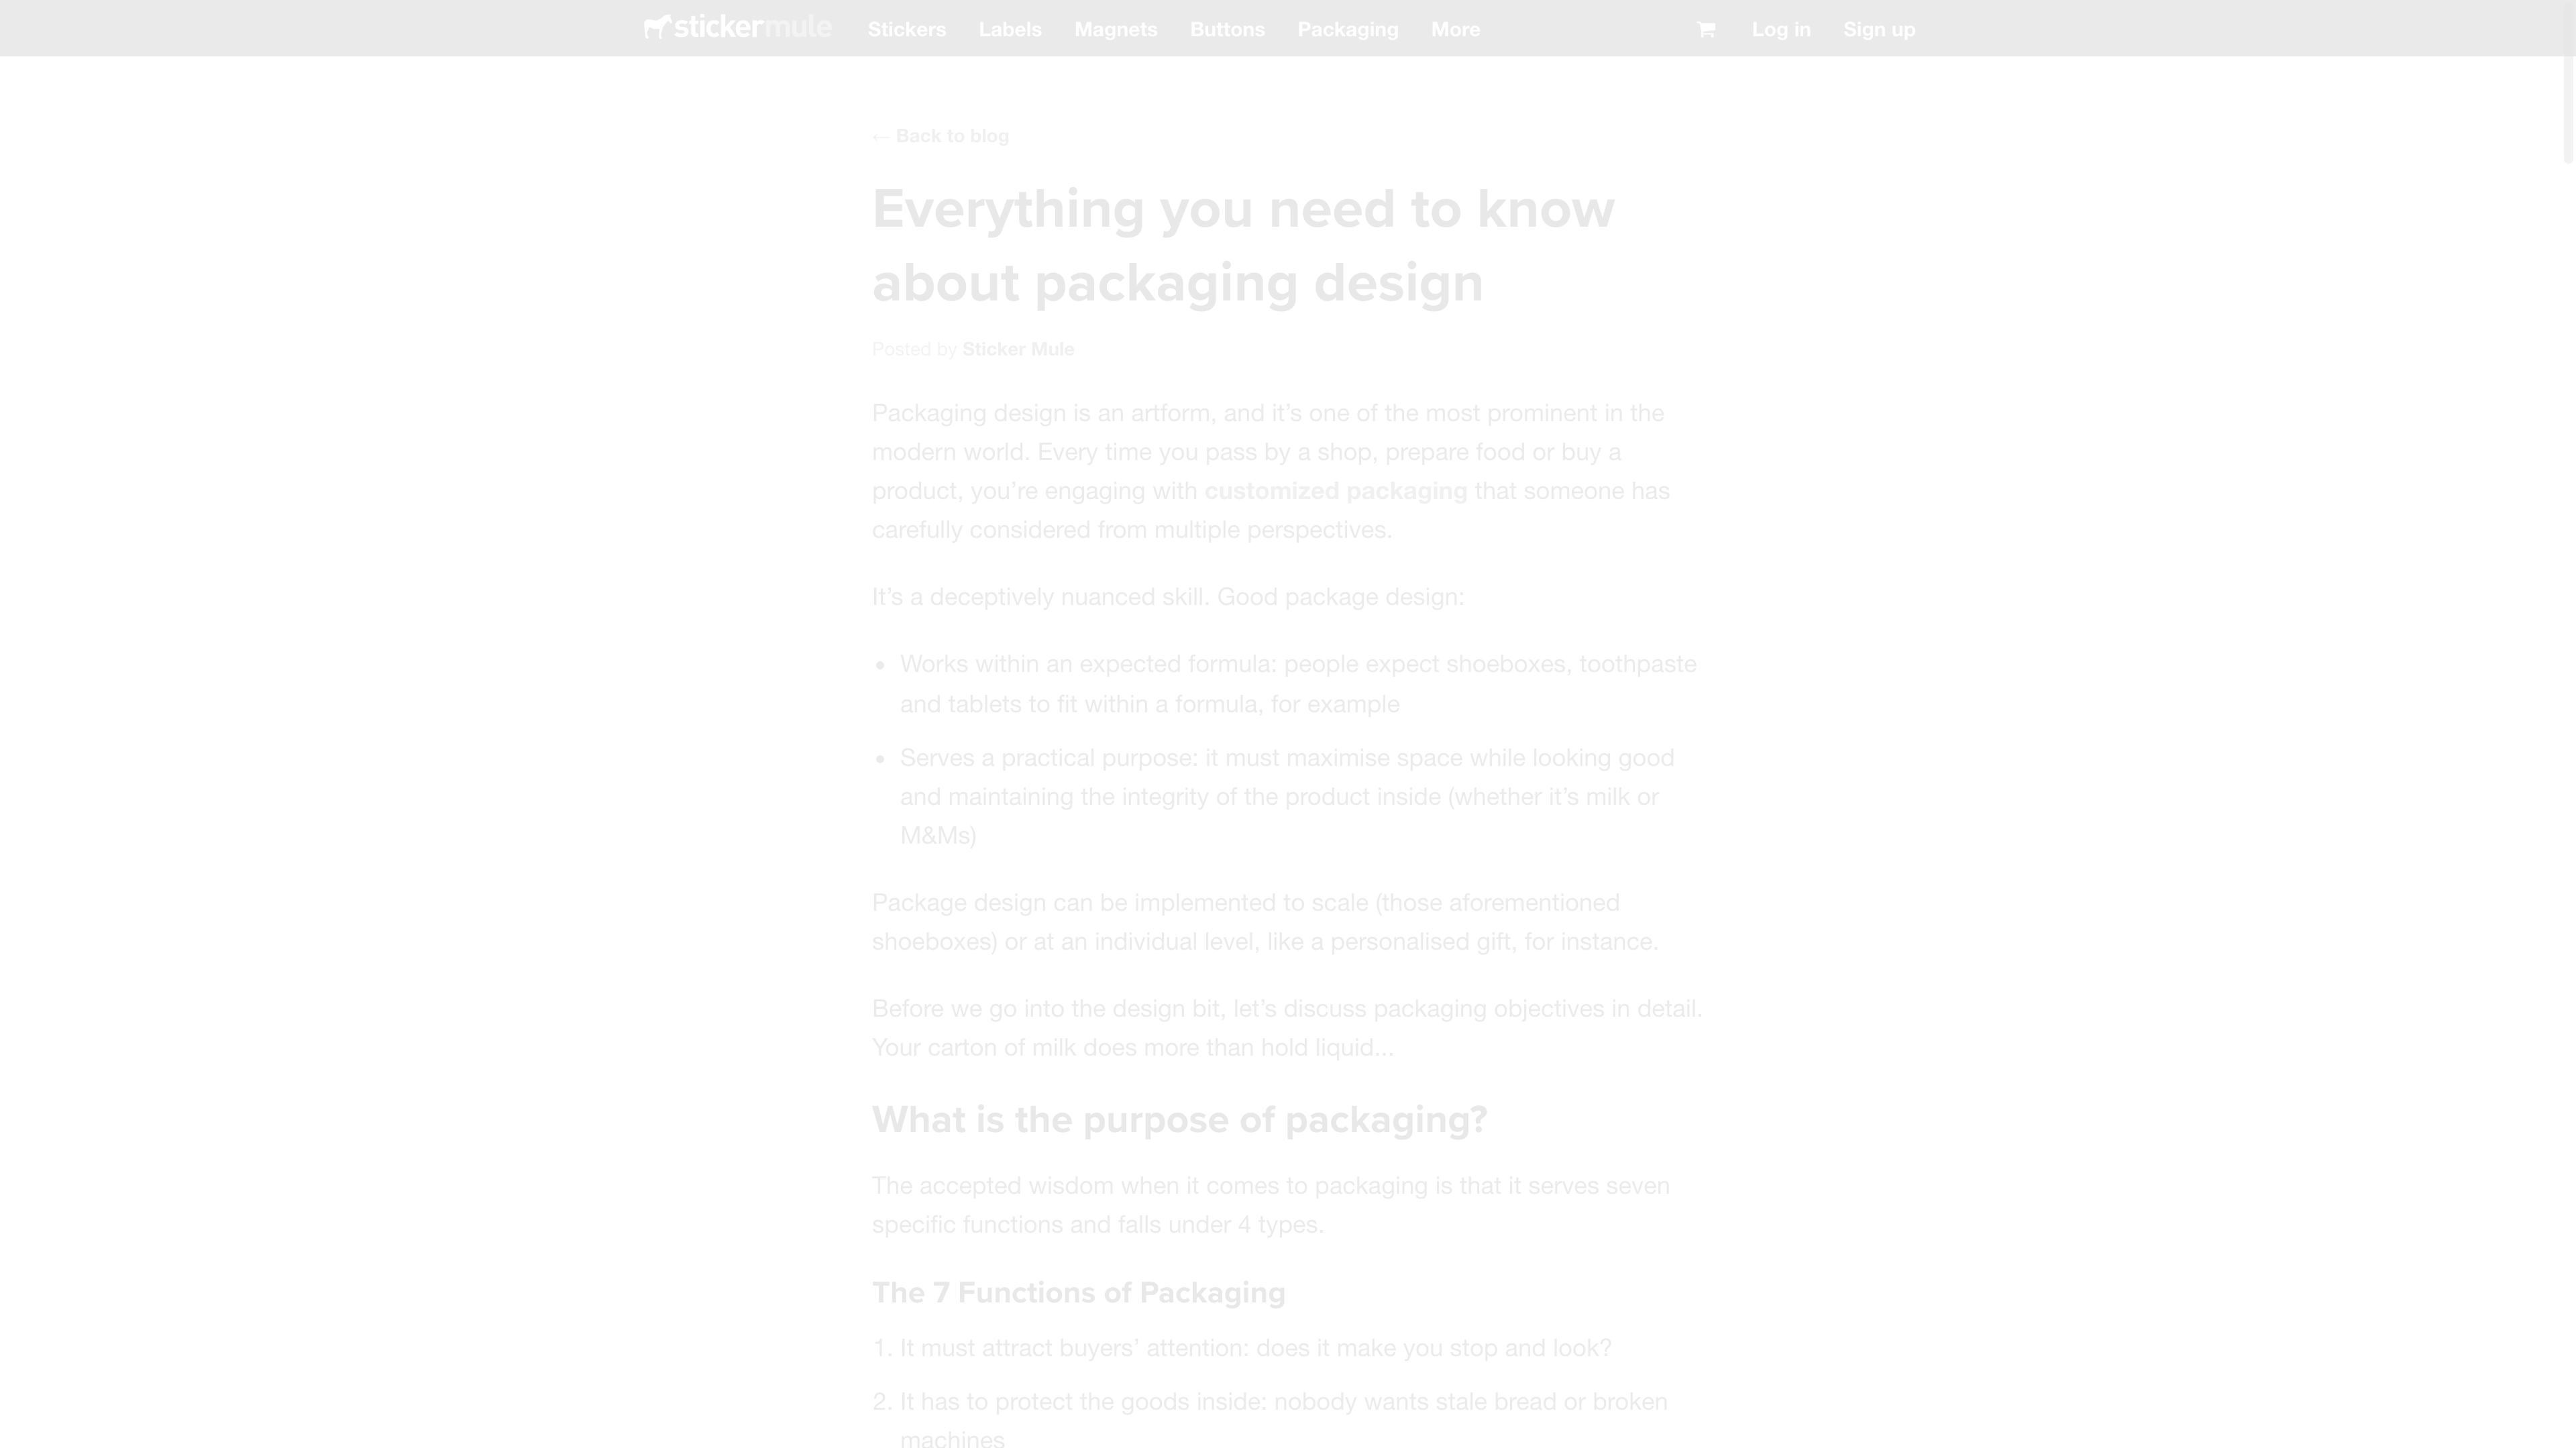 stickermule Stickers Labels Magnets Buttons Packaging More Log in Sign up
← Back to blog
Everything you need to know
about packaging design
Posted by Sticker Mule
Packaging design is an artform, and it’s one of the most prominent in the
modern world. Every time you pass by a shop, prepare food or buy a
product, you’re engaging with customized packaging that someone has
carefully considered from multiple perspectives.
It’s a deceptively nuanced skill. Good package design:
• Works within an expected formula: people expect shoeboxes, toothpaste
and tablets to fit within a formula, for example
• Serves a practical purpose: it must maximise space while looking good
and maintaining the integrity of the product inside (whether it’s milk or
M&Ms)
Package design can be implemented to scale (those aforementioned
shoeboxes) or at an individual level, like a personalised gift, for instance.
Before we go into the design bit, let’s discuss packaging objectives in detail.
Your carton of milk does more than hold liquid...
What is the purpose of packaging?
The accepted wisdom when it comes to packaging is that it serves seven
specific functions and falls under 4 types.
The 7 Functions of Packaging
1. It must attract buyers’ attention: does it make you stop and look?
2. It has to protect the goods inside: nobody wants stale bread or broken
machines